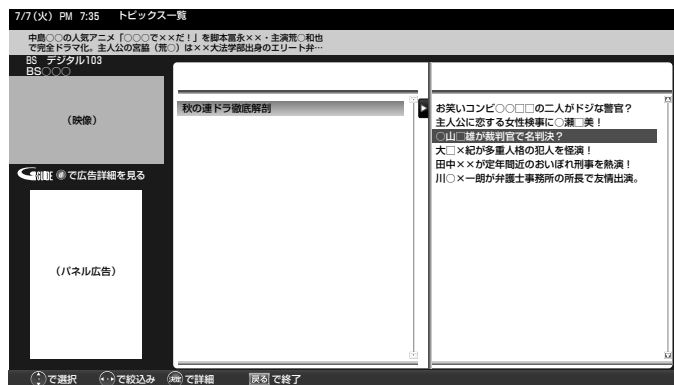 7/7(火) PM 7:35 トピックス一覧
中島○○の人気アニメ「○○○で××だ!」を脚本富永××・主演荒○和也
で完全ドラマ化。主人公の宮脇(荒○)は××大法学部出身のエリート弁…
BS デジタル103
BS○○○
(映像)
GGUIDE で広告詳細を見る
(パネル広告)
秋の連ドラ徹底解剖
お笑いコンビ○○□□の二人がドジな警官?
主人公に恋する女性検事に○瀬□美!
○山□雄が裁判官で名判決?
大□×紀が多重人格の犯人を怪演!
田中××が定年間近のおいぼれ刑事を熱演!
川○×一朗が弁護士事務所の所長で友情出演。
で選択 で絞込み 決定 で詳細 戻る で終了